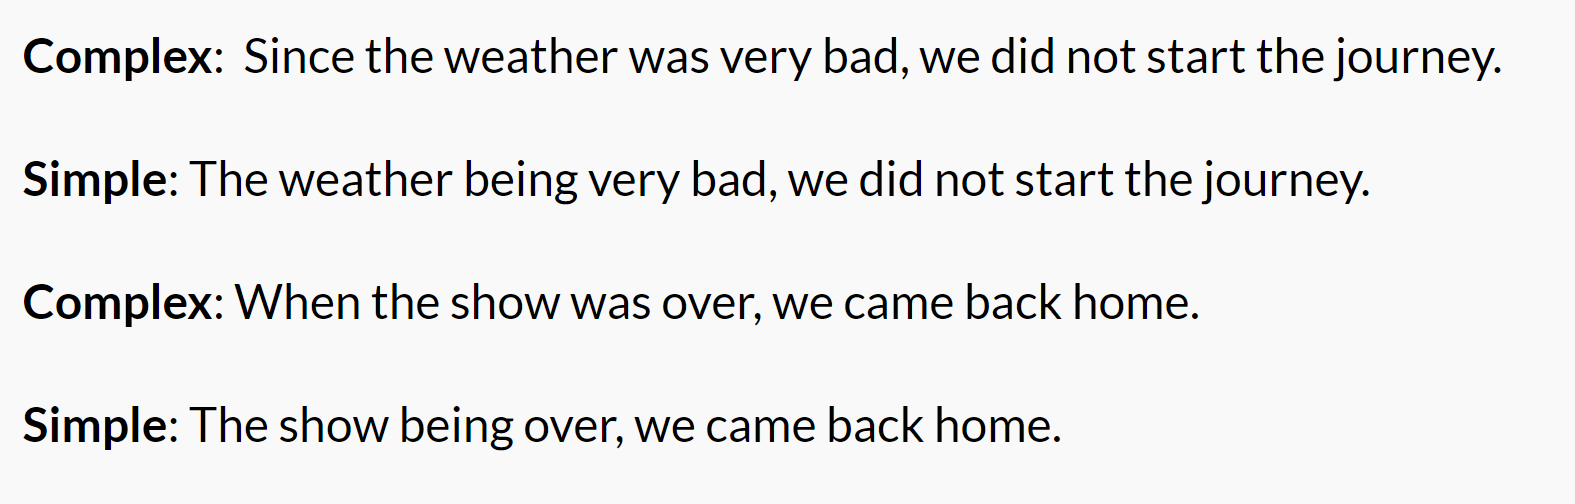 Complex:  Since the weather was very bad, we did not start the journey.
Simple: The weather being very bad, we did not start the journey.
Complex: When the show was over, we came back home.
Simple: The show being over, we came back home.